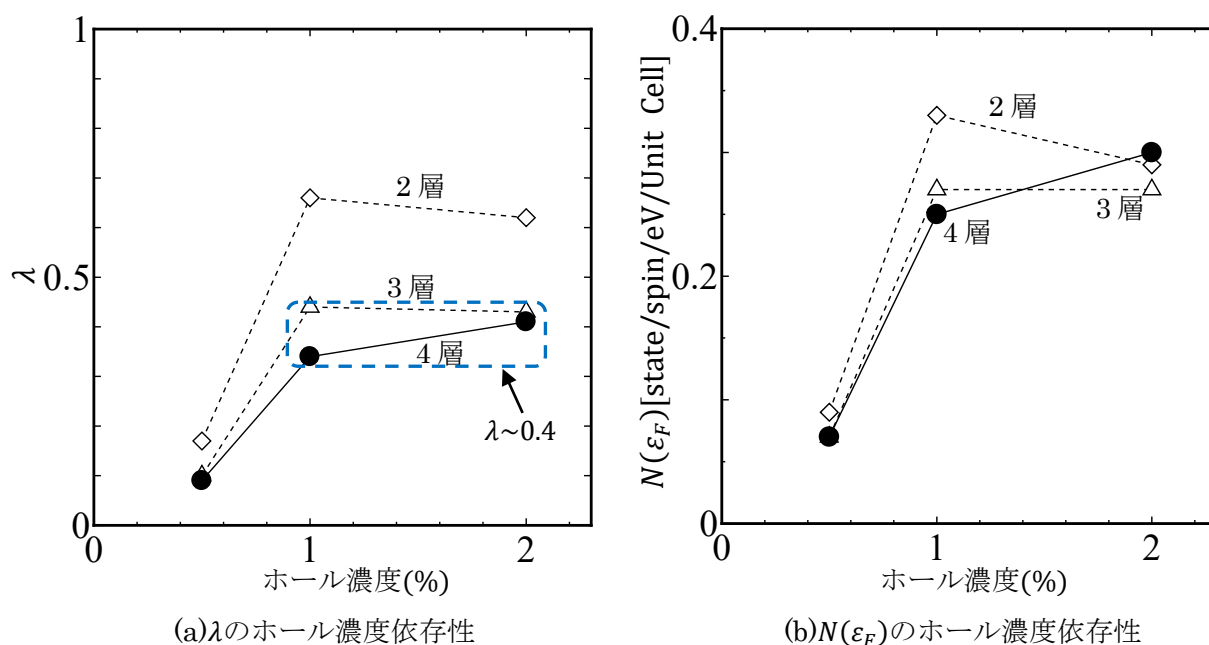 1
λ
0.5
0
0
1
2
2層
3層
4層
λ~0.4
ホール濃度(%)
(a)λのホール濃度依存性
0.4
N(ε_F)[state/spin/eV/Unit Cell]
0.2
0
0
1
2
2層
3層
4層
ホール濃度(%)
(b)N(ε_F)のホール濃度依存性